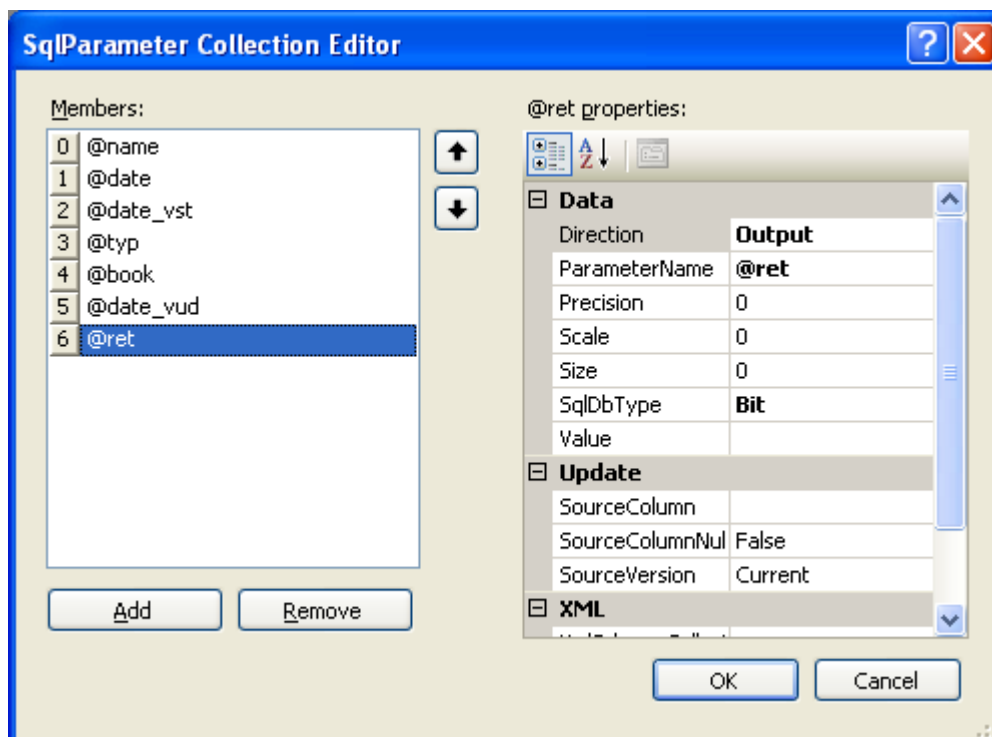 SqlParameter Collection Editor
Members:
0 @name
1 @date
2 @date_vst
3 @typ
4 @book
5 @date_vud
6 @ret
Add Remove
@ret properties:
Data
Direction Output
ParameterName @ret
Precision 0
Scale 0
Size 0
SqlDbType Bit
Value
Update
SourceColumn
SourceColumnNul False
SourceVersion Current
XML
OK Cancel